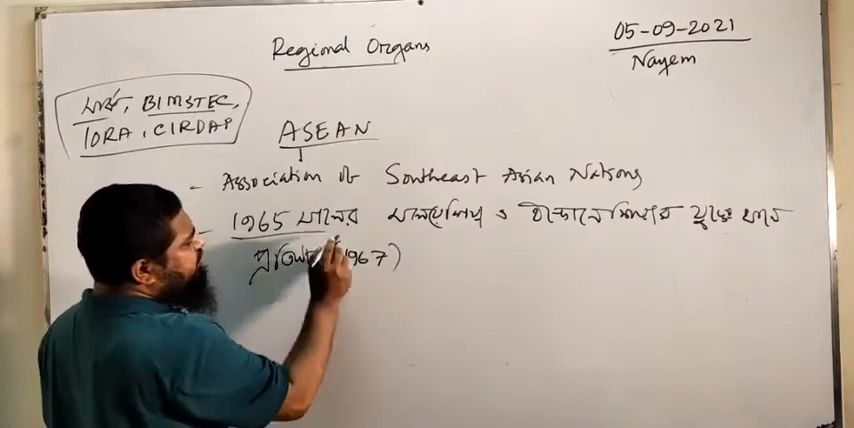 Regional Organs
05-09-2021
Nayem
সার্ক, BIMSTEC,
IORA, CIRDAP
ASEAN
- Association of Southeast Asian Nations
- 1965 সালের মালয়েশিয়া ও ইন্দোনেশিয়ার যুদ্ধের পরে
1967)